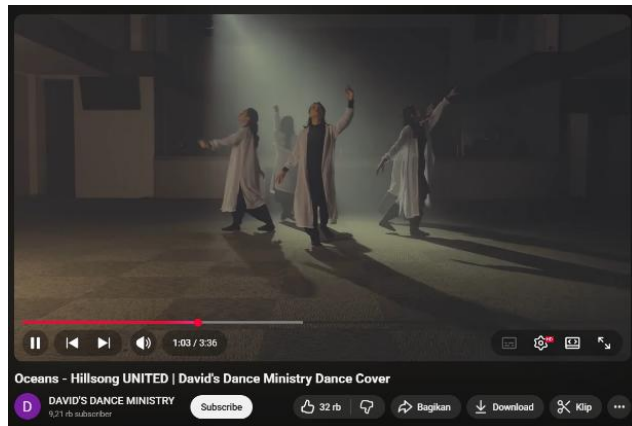 1:03 / 3:36
HD
Oceans - Hillsong UNITED | David's Dance Ministry Dance Cover
D
DAVID'S DANCE MINISTRY
9,21 rb subscriber
Subscribe
32 rb
Bagikan
Download
Klip